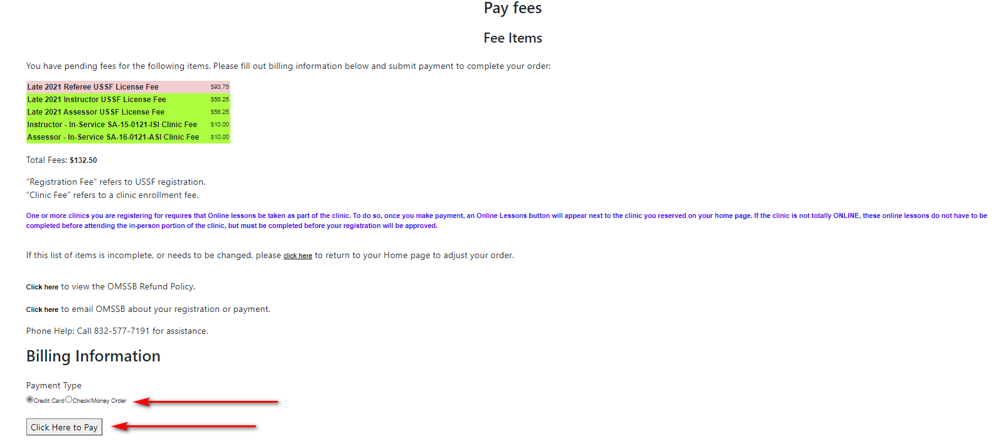 Pay fees
Fee Items
You have pending fees for the following items. Please fill out billing information below and submit payment to complete your order:
Late 2021 Referee USSF License Fee $93.75
Late 2021 Instructor USSF License Fee $56.25
Late 2021 Assessor USSF License Fee $56.25
Instructor - In-Service SA-15-0121-ISI Clinic Fee $10.00
Assessor - In-Service SA-16-0121-ASI Clinic Fee $10.00
Total Fees: $132.50
“Registration Fee” refers to USSF registration.
“Clinic Fee” refers to a clinic enrollment fee.
One or more clinics you are registering for requires that Online lessons be taken as part of the clinic. To do so, once you make payment, an Online Lessons button will appear next to the clinic you reserved on your home page. If the clinic is not totally ONLINE, these online lessons do not have to be
completed before attending the in-person portion of the clinic, but must be completed before your registration will be approved.
If this list of items is incomplete, or needs to be changed, please click here to return to your Home page to adjust your order.
Click here to view the OMSSB Refund Policy.
Click here to email OMSSB about your registration or payment.
Phone Help: Call 832-577-7191 for assistance.
Billing Information
Payment Type
Credit Card Check/Money Order
Click Here to Pay